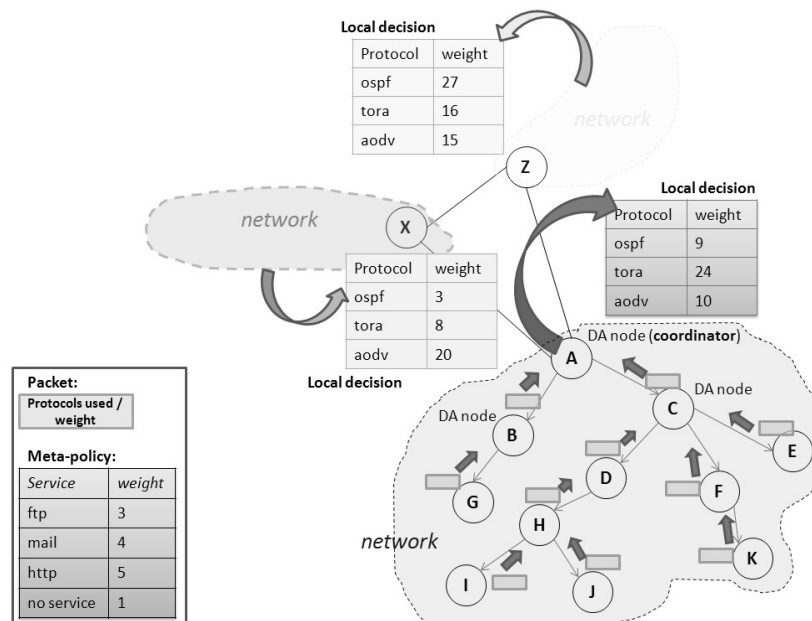 Local decision
Protocol weight
ospf 27
tora 16
aodv 15
network
Z
Local decision
Protocol weight
ospf 9
tora 24
aodv 10
network
X
Protocol weight
ospf 3
tora 8
aodv 20
Local decision
DA node (coordinator)
A
DA node
C
DA node
B
E
D
G
F
H
network
I
J
K
Packet:
Protocols used /
weight
Meta-policy:
Service weight
ftp 3
mail 4
http 5
no service 1